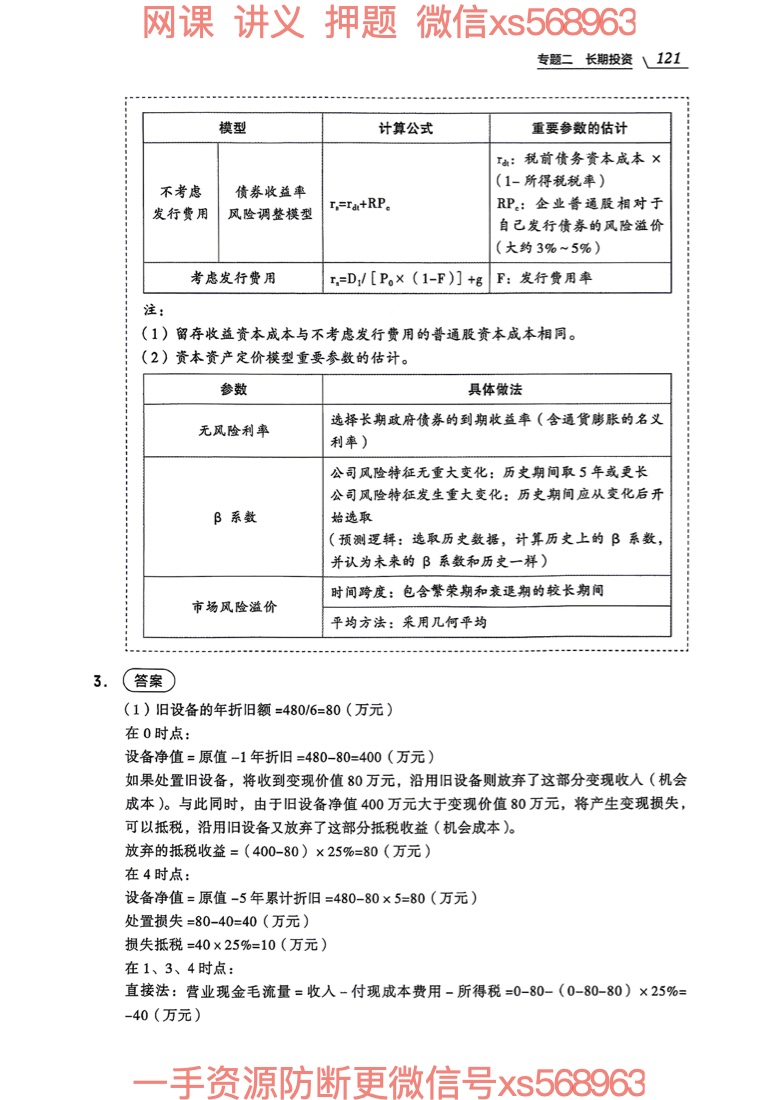 网课 讲义 押题 微信xs568963
专题二 长期投资 121
模型 计算公式 重要参数的估计
不考虑
发行费用
债券收益率
风险调整模型
rₛ=r_dt+RP_c
r_dt：税前债务资本成本 ×
（1-所得税税率）
RP_c：企业普通股相对于
自己发行债券的风险溢价
（大约 3%~5%）
考虑发行费用 rₛ=D₁/［P₀×（1-F）］+g F：发行费用率
注：
（1）留存收益资本成本与不考虑发行费用的普通股资本成本相同。
（2）资本资产定价模型重要参数的估计。
参数 具体做法
无风险利率
选择长期政府债券的到期收益率（含通货膨胀的名义
利率）
β 系数
公司风险特征无重大变化：历史期间取 5 年或更长
公司风险特征发生重大变化：历史期间应从变化后开
始选取
（预测逻辑：选取历史数据，计算历史上的 β 系数，
并认为未来的 β 系数和历史一样）
市场风险溢价
时间跨度：包含繁荣期和衰退期的较长期间
平均方法：采用几何平均
3. 答案
（1）旧设备的年折旧额 =480/6=80（万元）
在 0 时点：
设备净值 = 原值 -1 年折旧 =480-80=400（万元）
如果处置旧设备，将收到变现价值 80 万元，沿用旧设备则放弃了这部分变现收入（机会
成本）。与此同时，由于旧设备净值 400 万元大于变现价值 80 万元，将产生变现损失，
可以抵税，沿用旧设备又放弃了这部分抵税收益（机会成本）。
放弃的抵税收益 =（400-80）×25%=80（万元）
在 4 时点：
设备净值 = 原值 -5 年累计折旧 =480-80×5=80（万元）
处置损失 =80-40=40（万元）
损失抵税 =40×25%=10（万元）
在 1、3、4 时点：
直接法：营业现金毛流量 = 收入 - 付现成本费用 - 所得税 =0-80-（0-80-80）×25%=
-40（万元）
一手资源防断更微信号xs568963